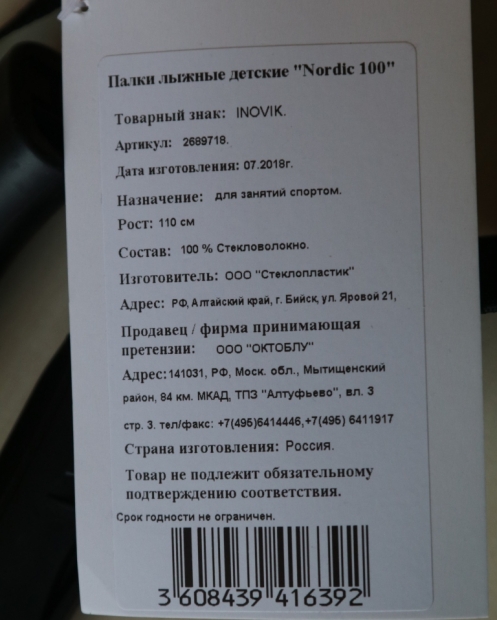 Палки лыжные детские "Nordic 100"
Товарный знак: INOVIK.
Артикул: 2689718.
Дата изготовления: 07.2018г.
Назначение: для занятий спортом.
Рост: 110 см
Состав: 100 % Стекловолокно.
Изготовитель: ООО "Стеклопластик"
Адрес: РФ, Алтайский край, г. Бийск, ул. Яровой 21,
Продавец / фирма принимающая
претензии: ООО "ОКТОБЛУ"
Адрес: 141031, РФ, Моск. обл., Мытищенский
район, 84 км. МКАД, ТПЗ "Алтуфьево", вл. 3
стр. 3. тел/факс: +7(495)6414446,+7(495) 6411917
Страна изготовления: Россия.
Товар не подлежит обязательному
подтверждению соответствия.
Срок годности не ограничен.
3 608439 416392